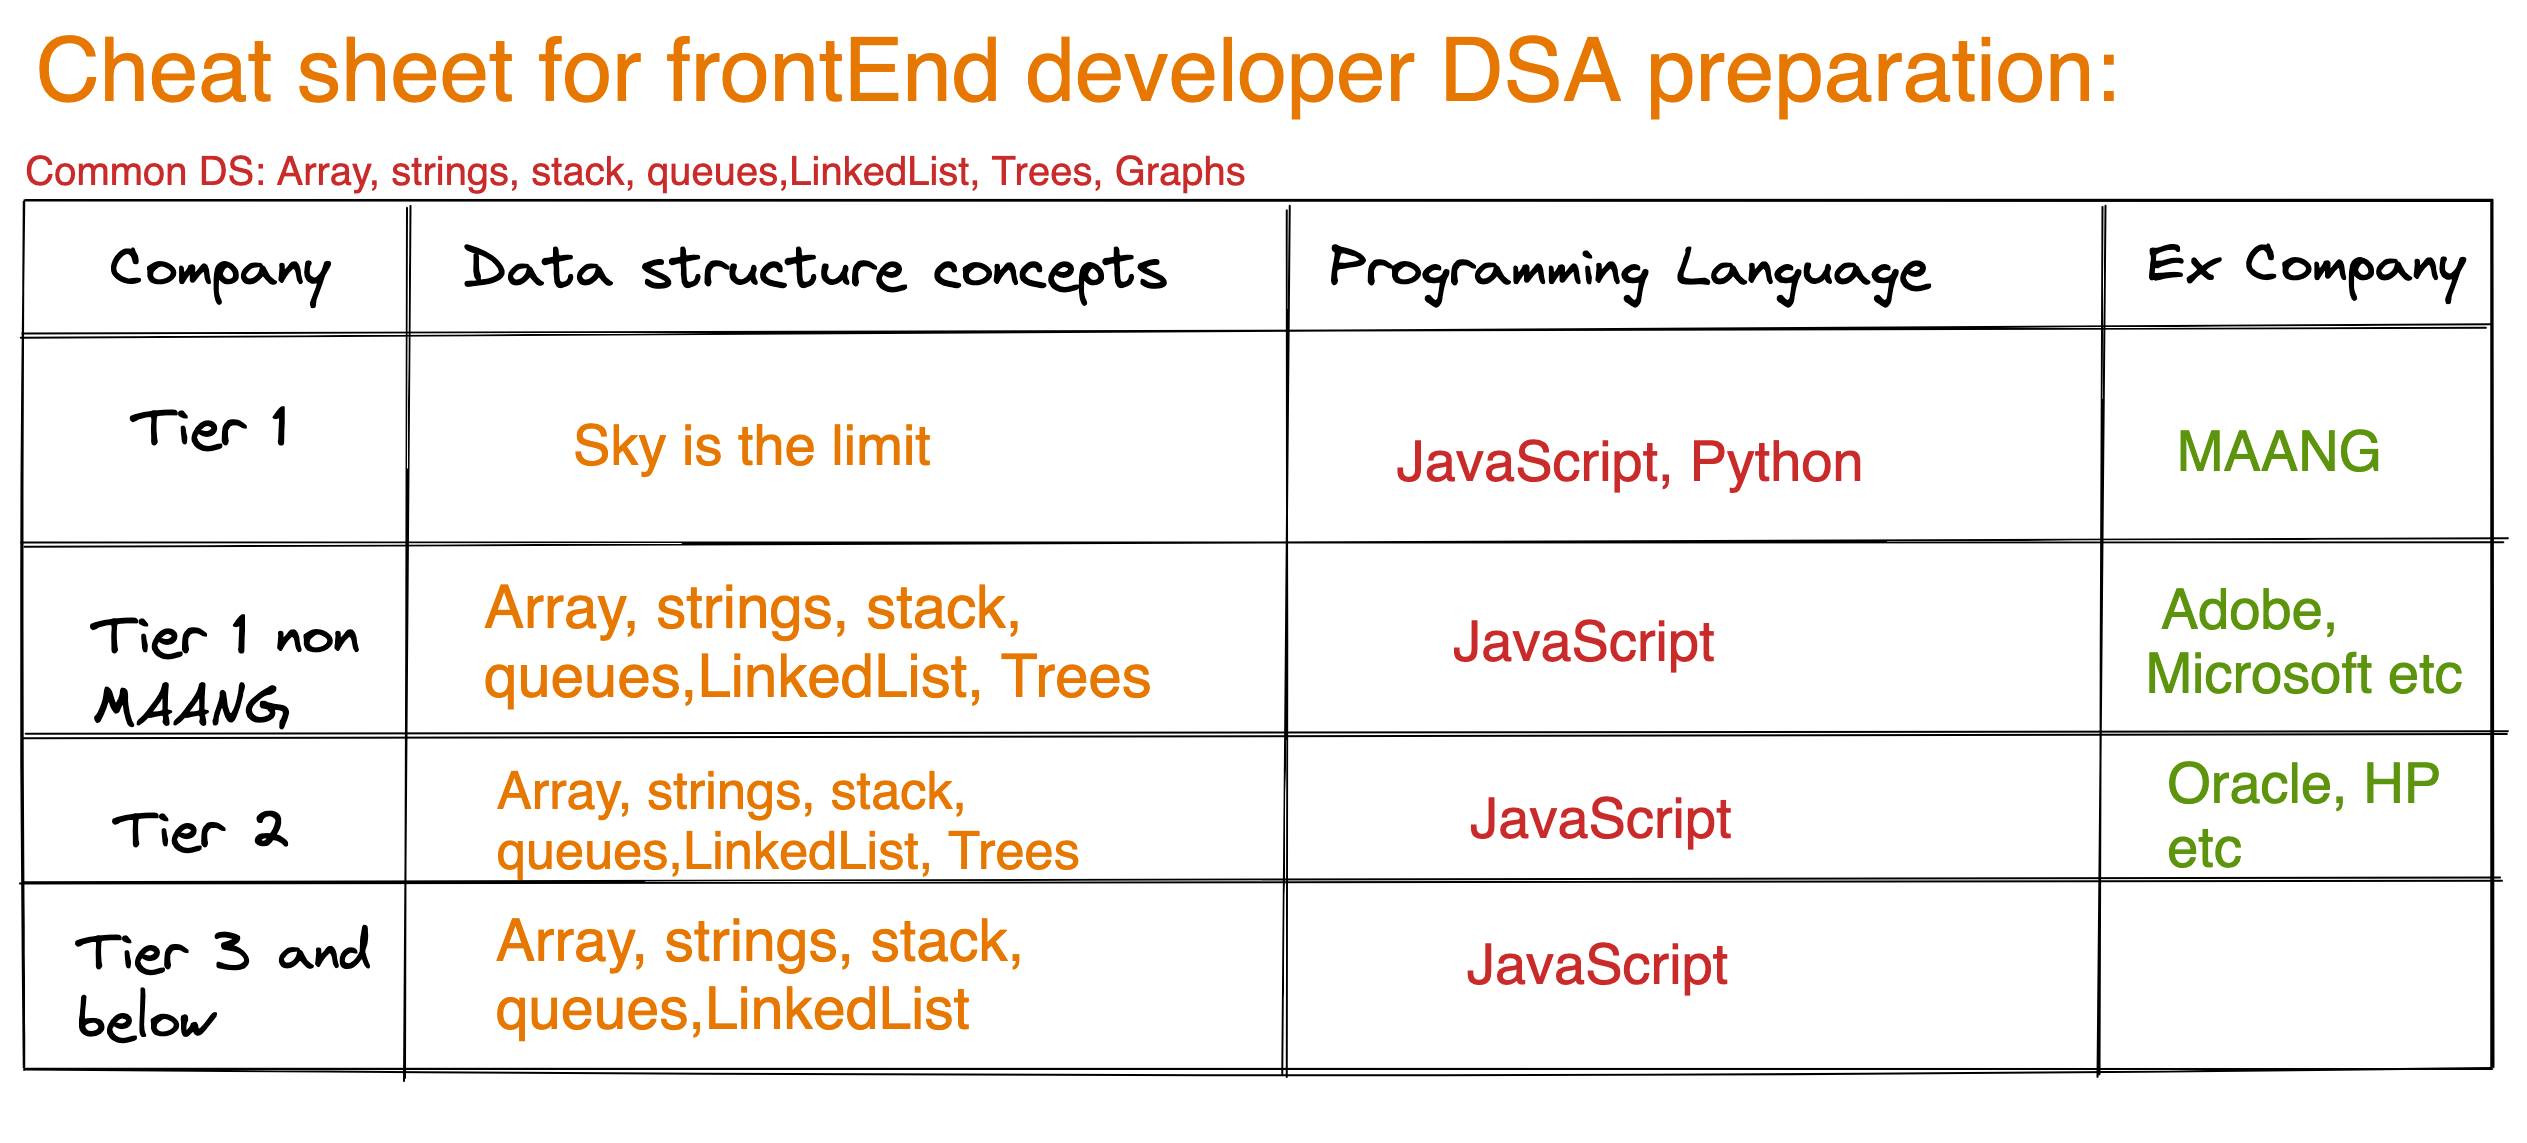 Cheat sheet for frontEnd developer DSA preparation:
Common DS: Array, strings, stack, queues,LinkedList, Trees, Graphs
Company
Data structure concepts
Programming Language
Ex Company
Tier 1
Sky is the limit
JavaScript, Python
MAANG
Tier 1 non
MAANG
Array, strings, stack,
queues,LinkedList, Trees
JavaScript
Adobe,
Microsoft etc
Tier 2
Array, strings, stack,
queues,LinkedList, Trees
JavaScript
Oracle, HP
etc
Tier 3 and
below
Array, strings, stack,
queues,LinkedList
JavaScript